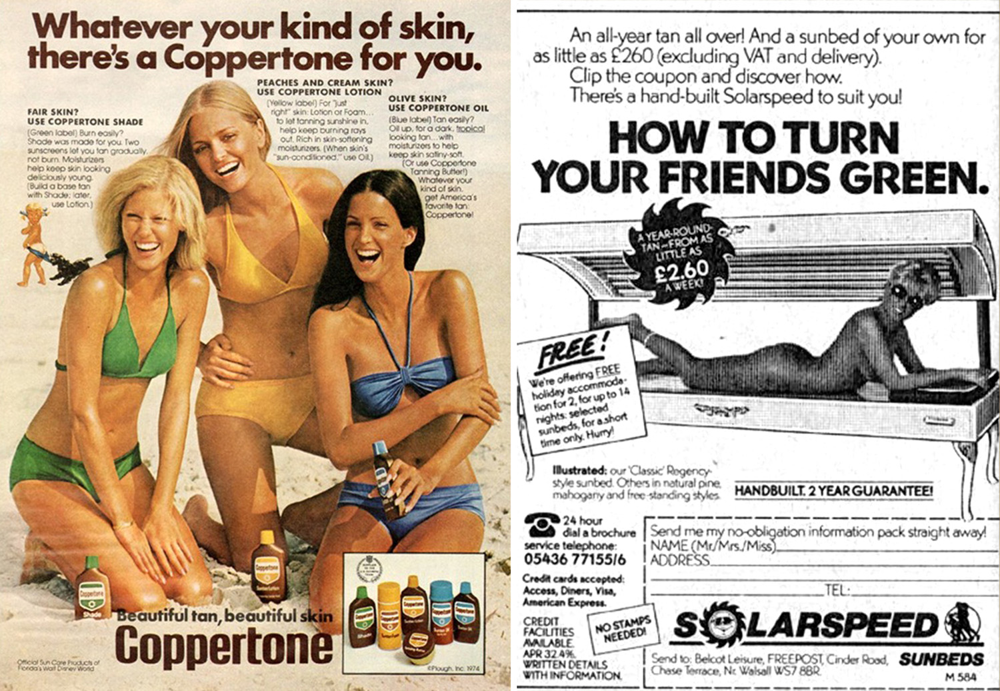 Whatever your kind of skin,
there's a Coppertone for you.
FAIR SKIN?
USE COPPERTONE SHADE
(Green label) Burn easily?
Shade was made for you. Two
sunscreens let you tan gradually,
not burn. Moisturizers
help keep skin looking
deliciously young.
(Build a base tan
with Shade; later,
use Lotion.)
PEACHES AND CREAM SKIN?
USE COPPERTONE LOTION
(Yellow label) For "just
right" skin: Lotion or Foam...
to let tanning sunshine in,
help keep burning rays
out. Rich in skin-softening
moisturizers. (When skin's
"sun-conditioned," use Oil.)
OLIVE SKIN?
USE COPPERTONE OIL
(Blue label) Tan easily?
Oil up, for a dark, tropical
looking tan...with
moisturizers to help
keep skin satiny-soft.
(Or use Coppertone
Tanning Butter!)
Whatever your
kind of skin,
get America's
favorite tan:
Coppertone!
Coppertone
Shade
Coppertone
Beautiful tan, beautiful skin
Coppertone
Official Sun Care Products of
Florida's Walt Disney World
©Plough, Inc. 1974
An all-year tan all over! And a sunbed of your own for
as little as £260 (excluding VAT and delivery).
Clip the coupon and discover how.
There's a hand-built Solarspeed to suit you!
HOW TO TURN
YOUR FRIENDS GREEN.
A YEAR-ROUND
TAN-FROM AS
LITTLE AS
£2.60
A WEEK!
FREE!
We're offering FREE
holiday accommoda-
tion for 2, for up to 14
nights: selected
sunbeds, for a short
time only. Hurry!
Illustrated: our 'Classic' Regency-
style sunbed. Others in natural pine,
mahogany and free-standing styles.
HANDBUILT. 2 YEAR GUARANTEE!
24 hour
dial a brochure
service telephone:
05436 77155/6
Credit cards accepted:
Access, Diners, Visa,
American Express.
CREDIT
FACILITIES
AVAILABLE.
APR 32.4%.
WRITTEN DETAILS
WITH INFORMATION.
NO STAMPS
NEEDED!
Send me my no-obligation information pack straight away!
NAME (Mr/Mrs./Miss)
ADDRESS
TEL:
SOLARSPEED
SUNBEDS
Send to: Belcot Leisure, FREEPOST, Cinder Road,
Chase Terrace, Nr. Walsall WS7 8BR.
M 584